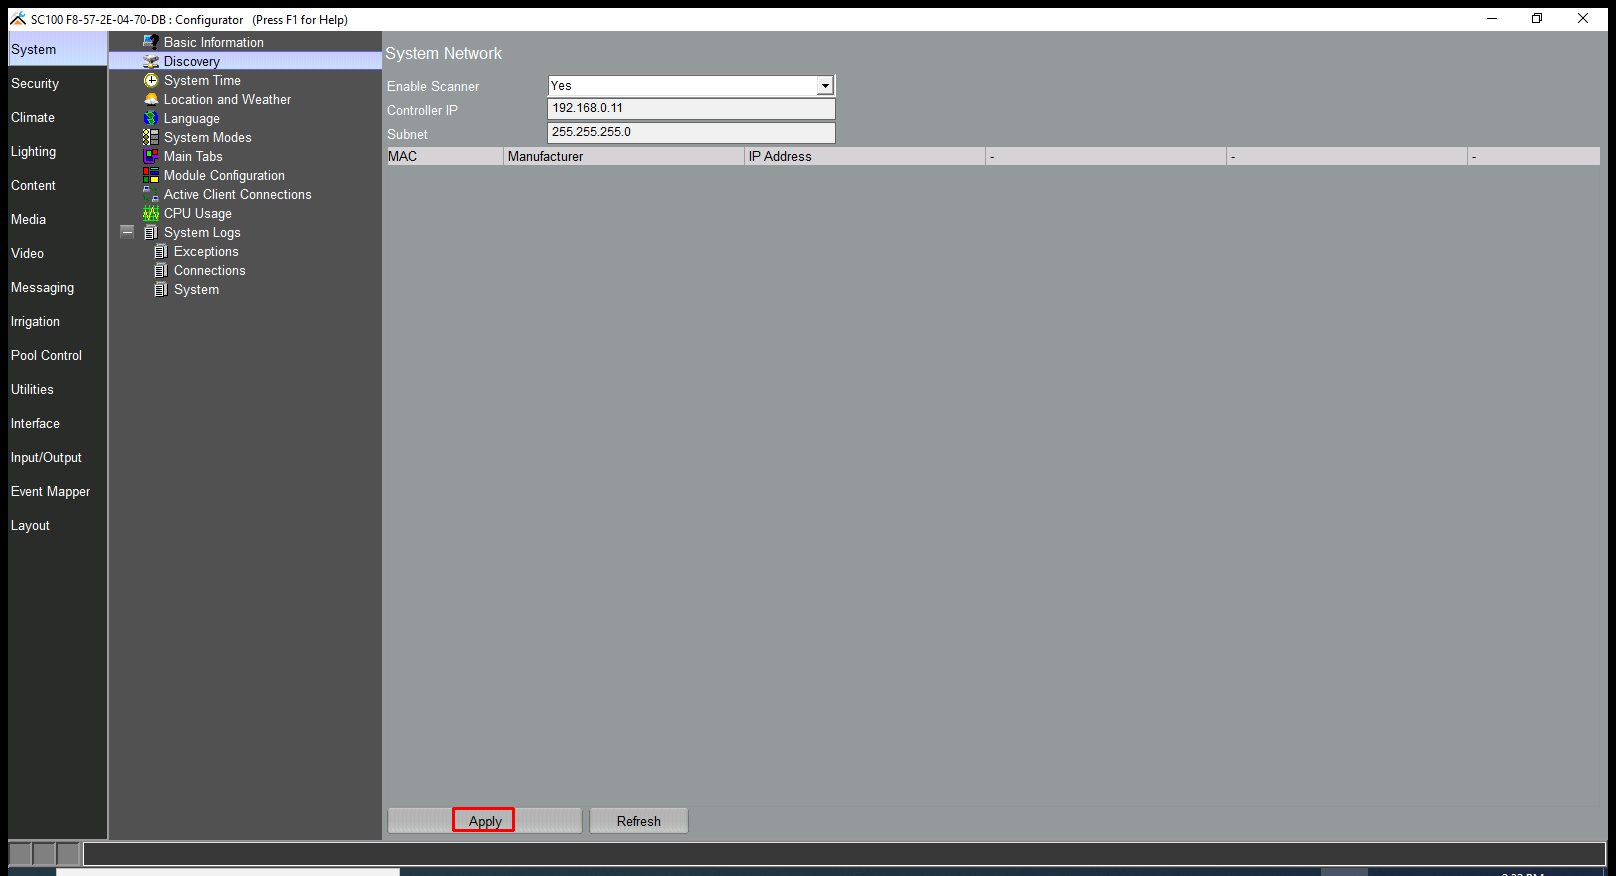 SC100 F8-57-2E-04-70-DB : Configurator   (Press F1 for Help)
System
Security
Climate
Lighting
Content
Media
Video
Messaging
Irrigation
Pool Control
Utilities
Interface
Input/Output
Event Mapper
Layout
Basic Information
Discovery
System Time
Location and Weather
Language
System Modes
Main Tabs
Module Configuration
Active Client Connections
CPU Usage
System Logs
Exceptions
Connections
System
System Network
Enable Scanner Yes
Controller IP 192.168.0.11
Subnet 255.255.255.0
MAC Manufacturer IP Address - - -
Apply Refresh